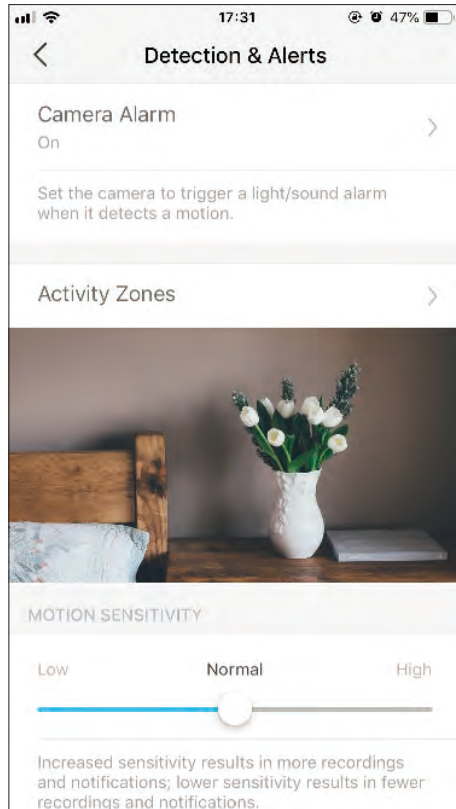 17:31 47%
Detection & Alerts
Camera Alarm
On
Set the camera to trigger a light/sound alarm
when it detects a motion.
Activity Zones
MOTION SENSITIVITY
Low Normal High
Increased sensitivity results in more recordings
and notifications; lower sensitivity results in fewer
recordings and notifications.